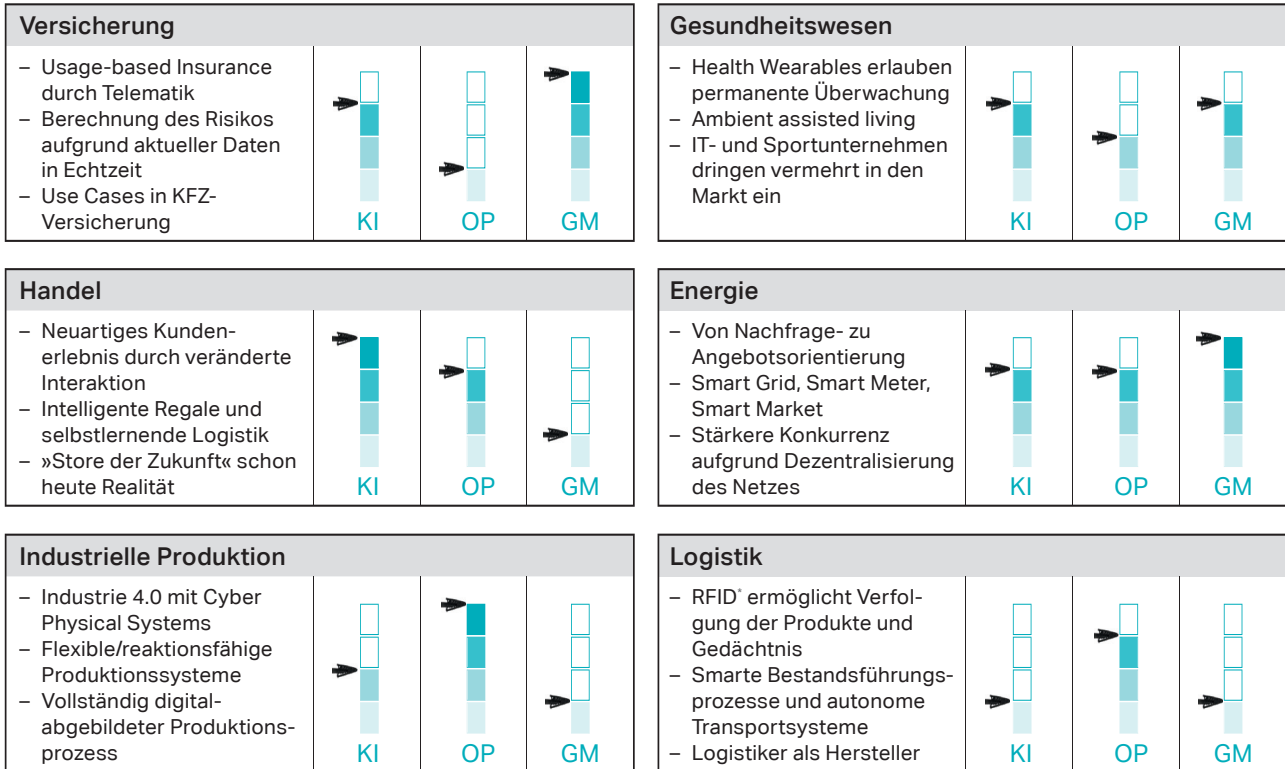 Versicherung
– Usage-based Insurance
durch Telematik
– Berechnung des Risikos
aufgrund aktueller Daten
in Echtzeit
– Use Cases in KFZ-
Versicherung
KI
OP
GM
Gesundheitswesen
– Health Wearables erlauben
permanente Überwachung
– Ambient assisted living
– IT- und Sportunternehmen
dringen vermehrt in den
Markt ein
KI
OP
GM
Handel
– Neuartiges Kunden-
erlebnis durch veränderte
Interaktion
– Intelligente Regale und
selbstlernende Logistik
– »Store der Zukunft« schon
heute Realität
KI
OP
GM
Energie
– Von Nachfrage- zu
Angebotsorientierung
– Smart Grid, Smart Meter,
Smart Market
– Stärkere Konkurrenz
aufgrund Dezentralisierung
des Netzes
KI
OP
GM
Industrielle Produktion
– Industrie 4.0 mit Cyber
Physical Systems
– Flexible/reaktionsfähige
Produktionssysteme
– Vollständig digital-
abgebildeter Produktions-
prozess
KI
OP
GM
Logistik
– RFID* ermöglicht Verfol-
gung der Produkte und
Gedächtnis
– Smarte Bestandsführungs-
prozesse und autonome
Transportsysteme
– Logistiker als Hersteller
KI
OP
GM